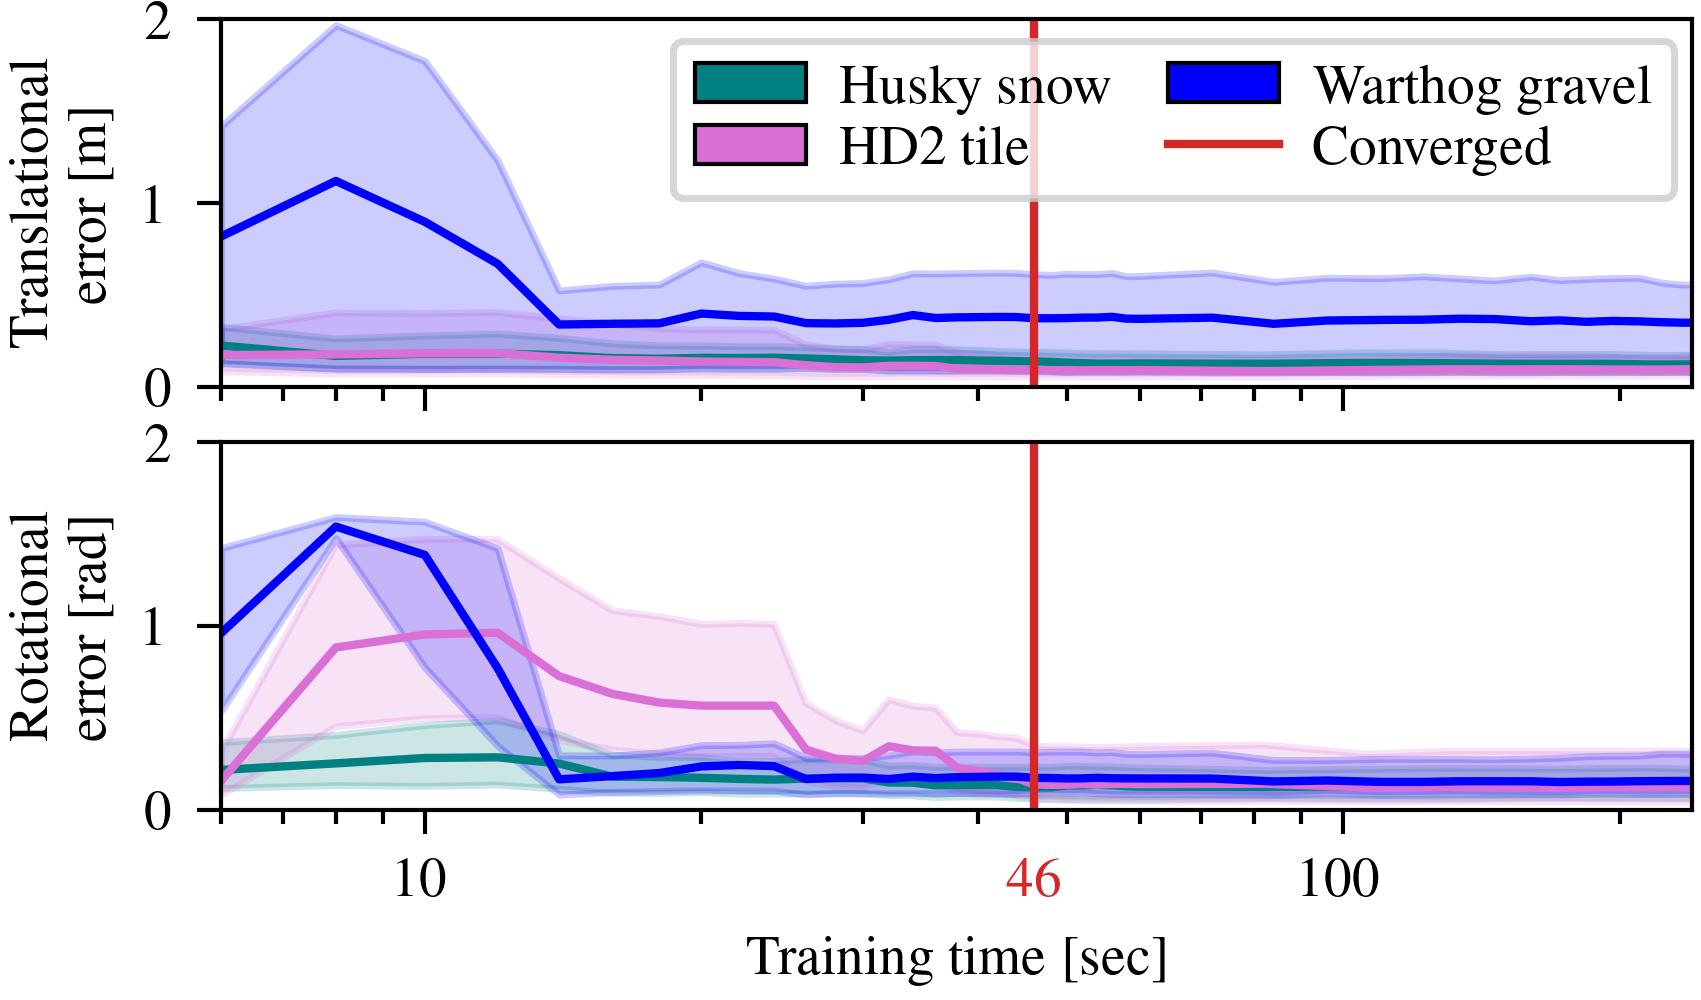 Translational
error [m]
2
1
0
Husky snow
Warthog gravel
HD2 tile
Converged
Rotational
error [rad]
2
1
0
10
46
100
Training time [sec]